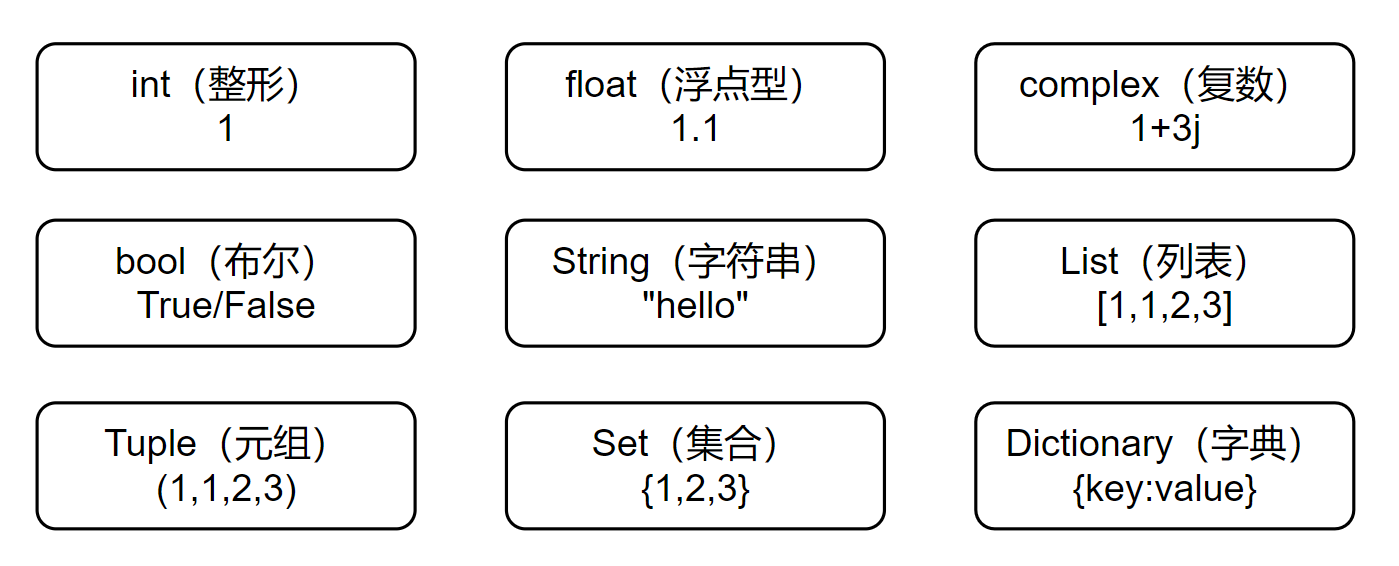 int（整形）
1
float（浮点型）
1.1
complex（复数）
1+3j
bool（布尔）
True/False
String（字符串）
"hello"
List（列表）
[1,1,2,3]
Tuple（元组）
(1,1,2,3)
Set（集合）
{1,2,3}
Dictionary（字典）
{key:value}